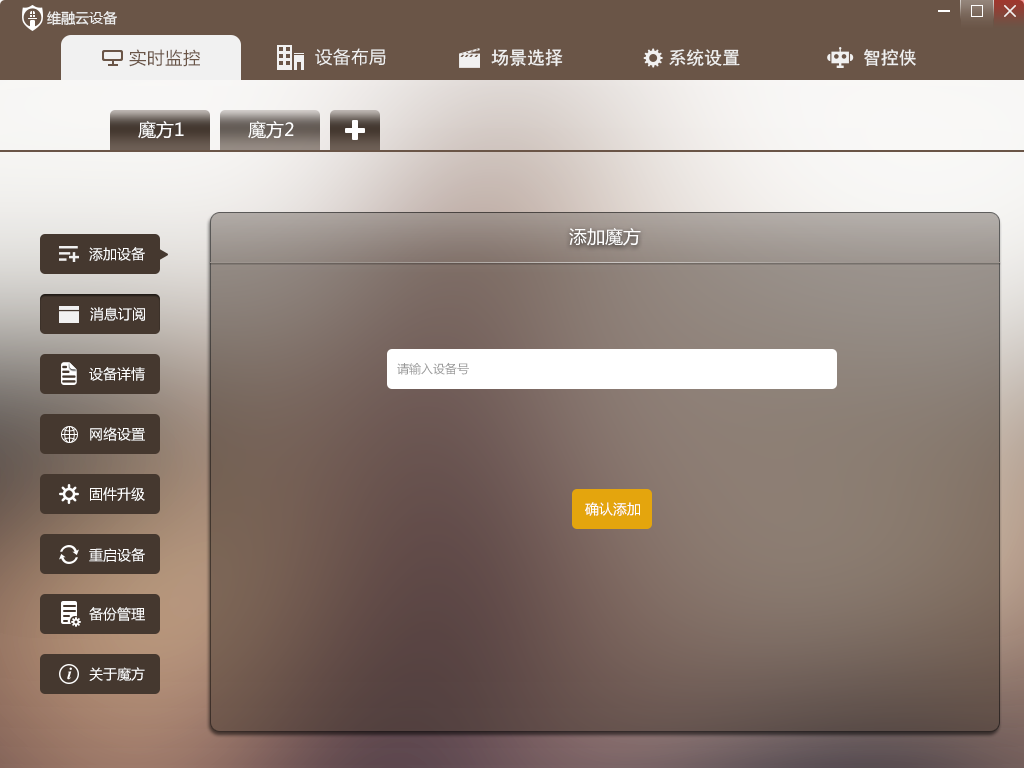 维融云设备
实时监控
设备布局
场景选择
系统设置
智控侠
魔方1
魔方2
添加魔方
添加设备
消息订阅
请输入设备号
设备详情
网络设置
固件升级
确认添加
重启设备
备份管理
关于魔方